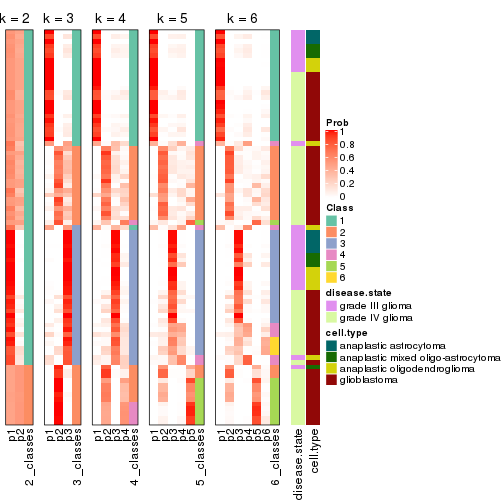 k = 2 k = 3 k = 4 k = 5 k = 6
Prob
1
0.8
0.6
0.4
0.2
0
Class
1
2
3
4
5
6
disease.state
grade III glioma
grade IV glioma
cell.type
anaplastic astrocytoma
anaplastic mixed oligo-astrocytoma
anaplastic oligodendroglioma
glioblastoma
p1 p2 2_classes p1 p2 p3 3_classes p1 p2 p3 p4 4_classes p1 p2 p3 p4 p5 5_classes p1 p2 p3 p4 p5 p6 6_classes disease.state cell.type